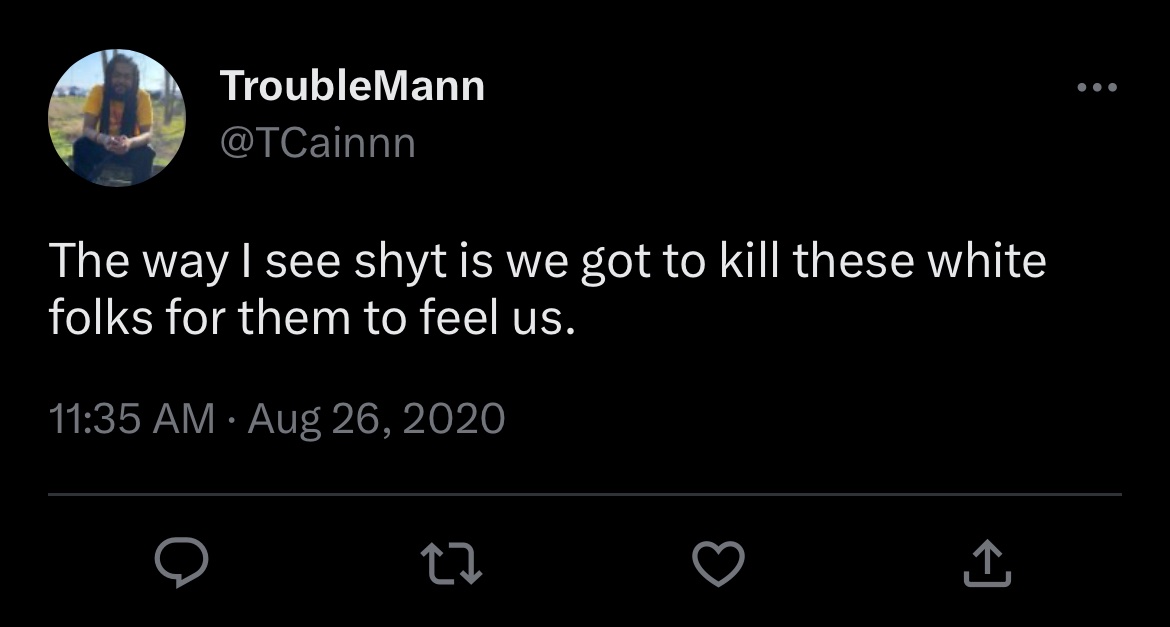 TroubleMann
@TCainnn
The way I see shyt is we got to kill these white
folks for them to feel us.
11:35 AM · Aug 26, 2020